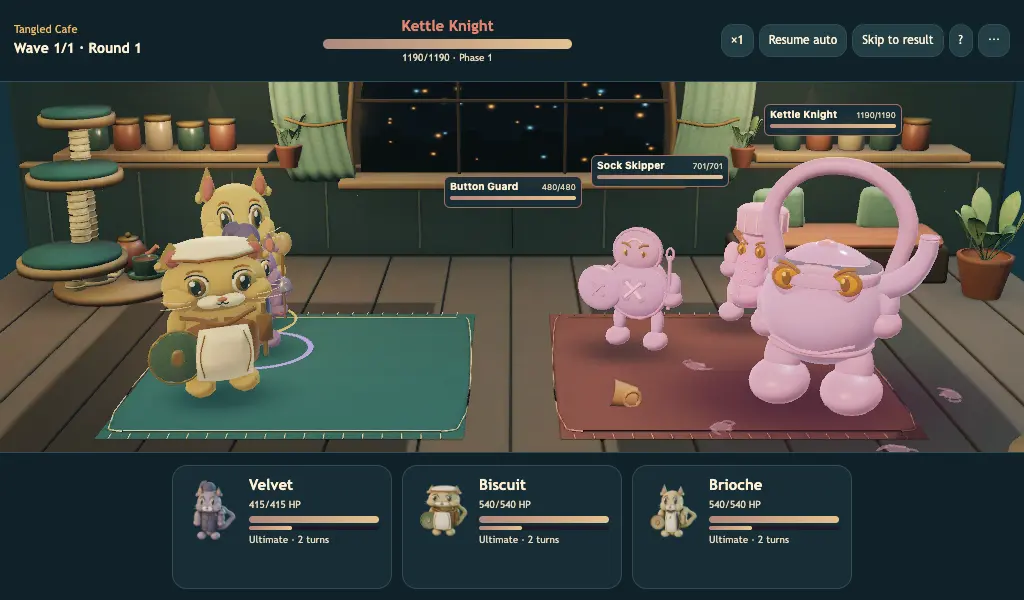 Tangled Cafe
Wave 1/1 · Round 1
Kettle Knight
1190/1190 · Phase 1
×1
Resume auto
Skip to result
?
···
Kettle Knight 1190/1190
Sock Skipper 701/701
Button Guard 480/480
Velvet
415/415 HP
Ultimate · 2 turns
Biscuit
540/540 HP
Ultimate · 2 turns
Brioche
540/540 HP
Ultimate · 2 turns